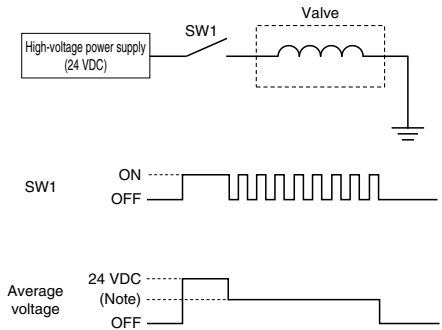 Valve
SW1
High-voltage power supply
(24 VDC)
SW1
ON
OFF
Average
voltage
24 VDC
(Note)
OFF